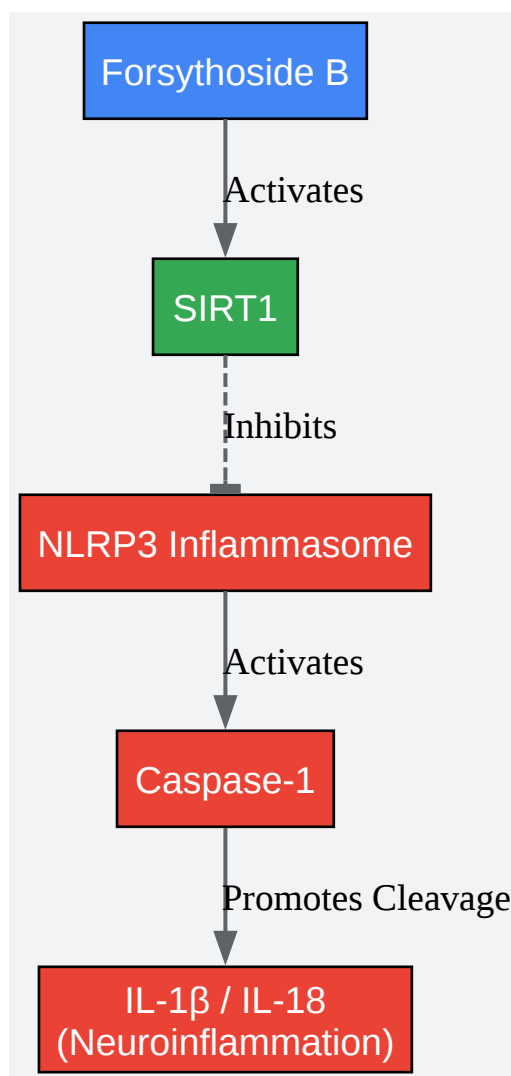 Forsythoside B
Activates
SIRT1
Inhibits
NLRP3 Inflammasome
Activates
Caspase-1
Promotes Cleavage
IL-1β / IL-18
(Neuroinflammation)